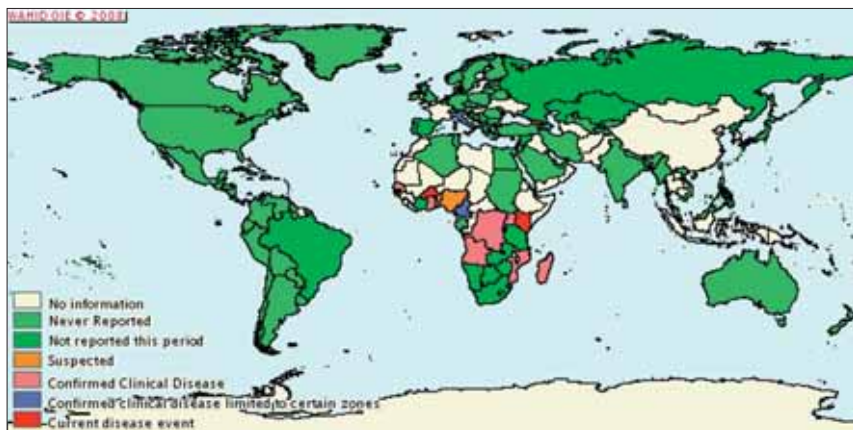 WAHID.OIE © 2008
No information
Never Reported
Not reported this period
Suspected
Confirmed Clinical Disease
Confirmed clinical disease limited to certain zones
Current disease event